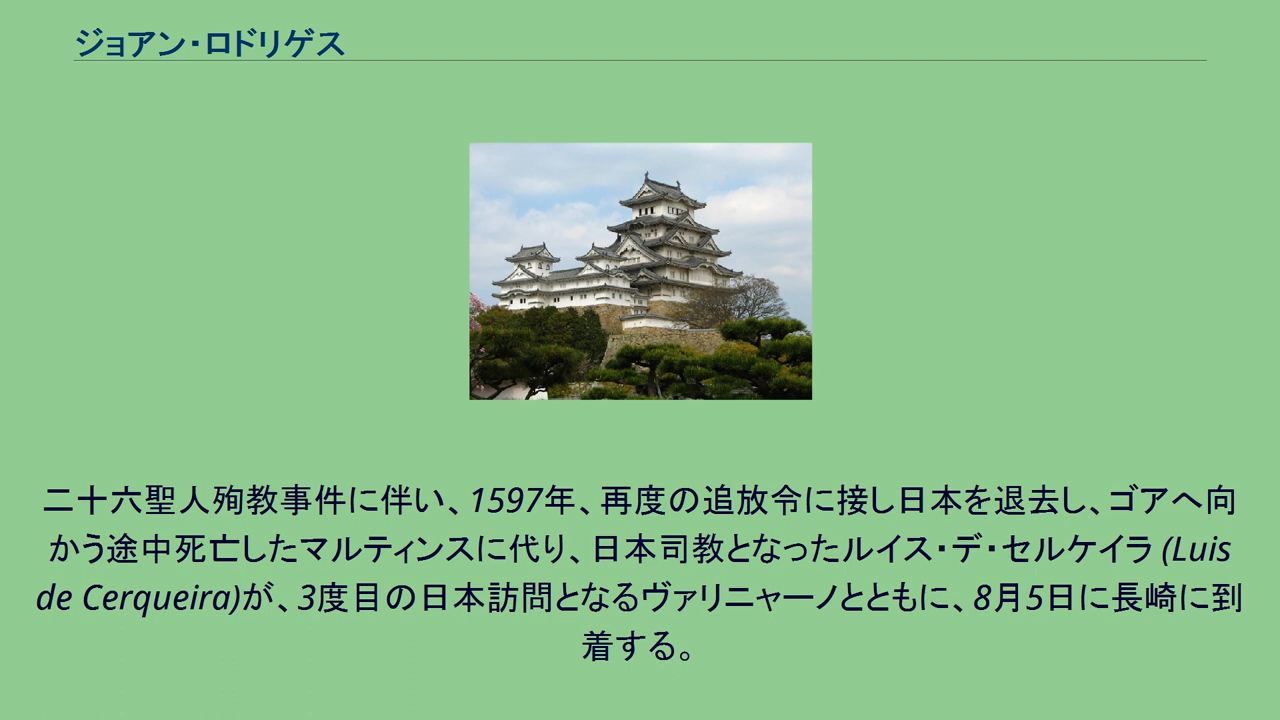 ジョアン・ロドリゲス
二十六聖人殉教事件に伴い、1597年、再度の追放令に接し日本を退去し、ゴアへ向
かう途中死亡したマルティンスに代り、日本司教となったルイス・デ・セルケイラ (Luis
de Cerqueira)が、3度目の日本訪問となるヴァリニャーノとともに、8月5日に長崎に到
着する。